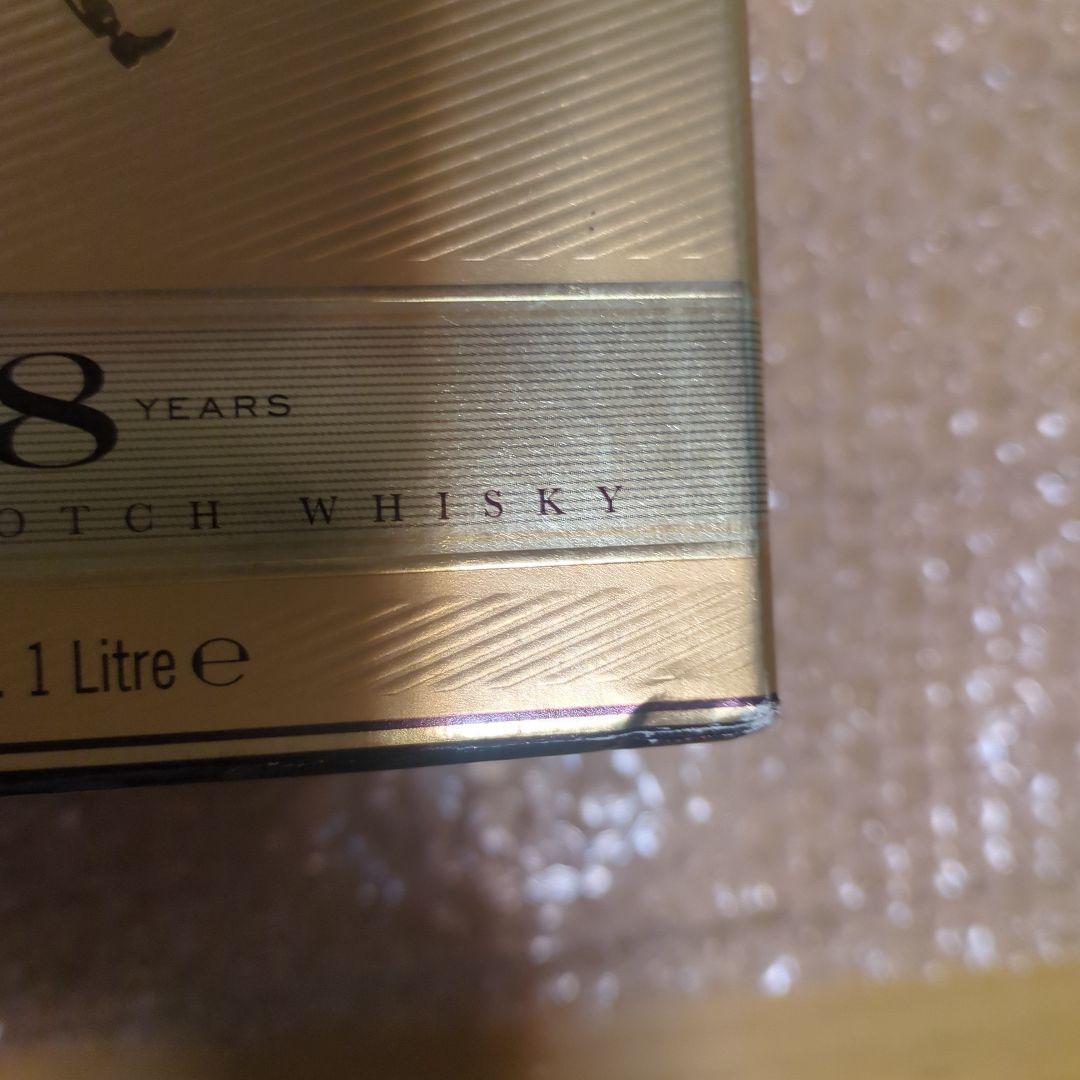 8 YEARS
OTCH WHISKY
. 1 Litre ℮